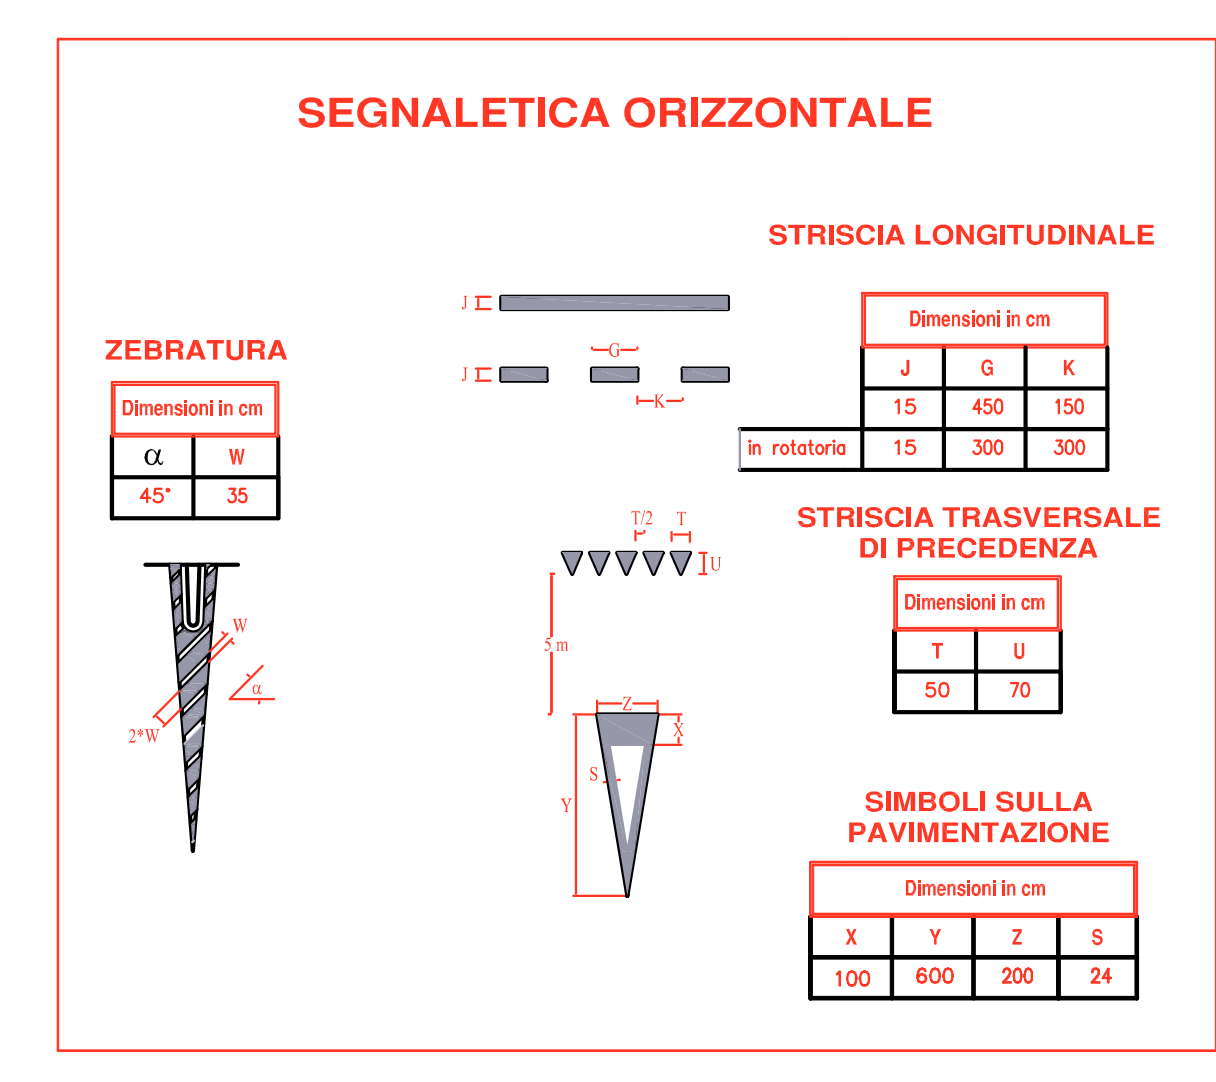 SEGNALETICA ORIZZONTALE
STRISCIA LONGITUDINALE
J
G
J
K
Dimensioni in cm
J G K
15 450 150
in rotatoria 15 300 300
ZEBRATURA
Dimensioni in cm
α W
45° 35
W
α
2*W
T/2 T
U
5 m
Z
X
S
Y
STRISCIA TRASVERSALE
DI PRECEDENZA
Dimensioni in cm
T U
50 70
SIMBOLI SULLA
PAVIMENTAZIONE
Dimensioni in cm
X Y Z S
100 600 200 24